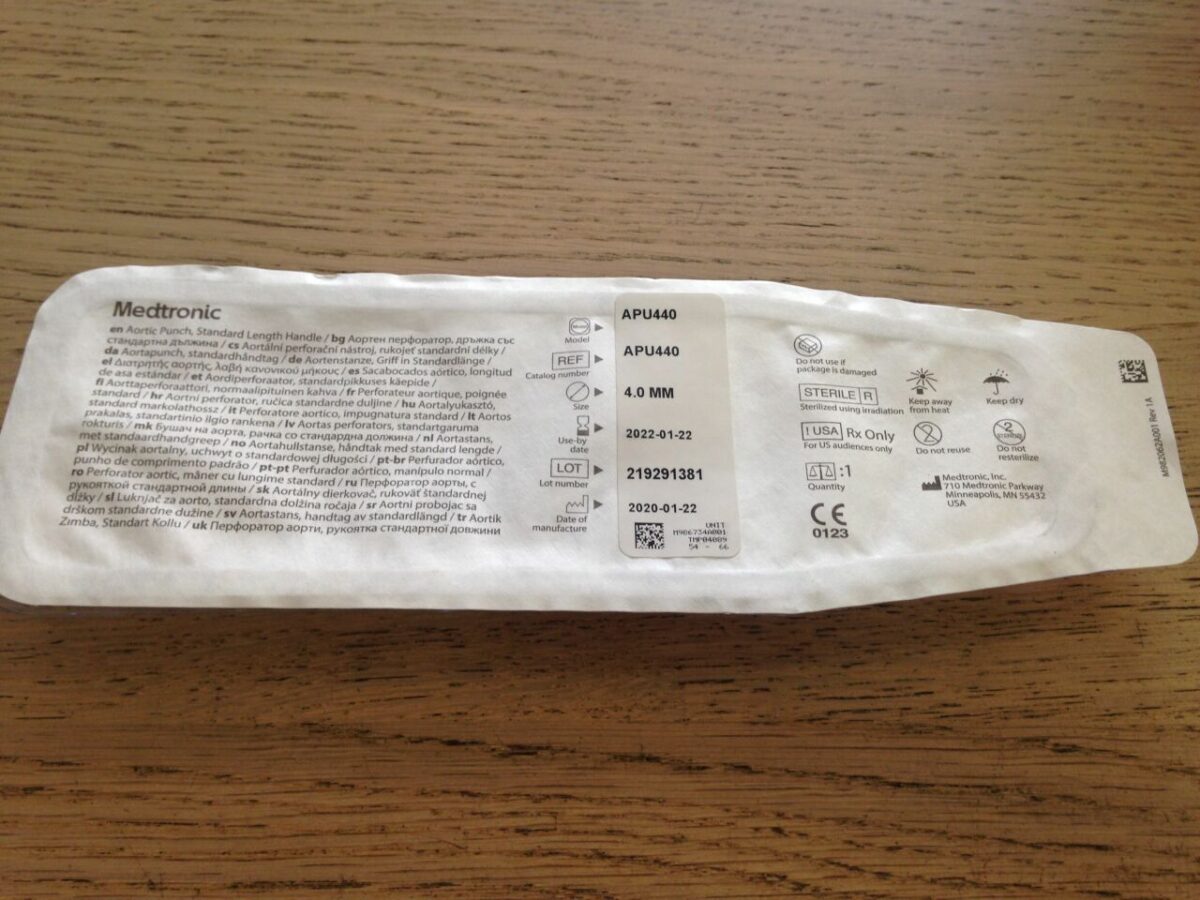 Medtronic
en Aortic Punch, Standard Length Handle / bg Аортен перфоратор, дръжка със
стандартна дължина / cs Aortální perforační nástroj, rukojeť standardní délky /
da Aortapunch, standardhåndtag / de Aortenstanze, Griff in Standardlänge /
el Διατρητής αορτής, λαβή κανονικού μήκους / es Sacabocados aórtico, longitud
de asa estándar / et Aordiperforaator, standardpikkuses käepide /
fi Aorttaperforaattori, normaalipituinen kahva / fr Perforateur aortique, poignée
standard / hr Aortni perforator, ručica standardne duljine / hu Aortalyukasztó,
standard markolathossz / it Perforatore aortico, impugnatura standard / lt Aortos
prakalas, standartinio ilgio rankena / lv Aortas perforators, standartgaruma
rokturis / mk бушач на аорта, рачка со стандардна должина / nl Aortastans,
met standaardhandgreep / no Aortahullstanse, håndtak med standard lengde /
pl Wycinak aortalny, uchwyt o standardowej długości / pt-br Perfurador aórtico,
punho de comprimento padrão / pt-pt Perfurador aórtico, manípulo normal /
ro Perforator aortic, mâner cu lungime standard / ru Перфоратор аорты, с
рукояткой стандартной длины / sk Aortálny dierkovač, rukoväť štandardnej
dĺžky / sl Luknjač za aorto, standardna dolžina ročaja / sr Aortni probojac sa
drškom standardne dužine / sv Aortastans, handtag av standardlängd / tr Aortik
Zımba, Standart Kollu / uk Перфоратор аорти, рукоятка стандартної довжини
Model
APU440
REF
Catalog number
APU440
Size
4.0 MM
Use-by
date
2022-01-22
LOT
Lot number
219291381
Date of
manufacture
2020-01-22
UNIT
M906734A001
TMP04089
54 - 66
Do not use if
package is damaged
STERILE R
Sterilized using irradiation
Keep away
from heat
Keep dry
! USA Rx Only
For US audiences only
2
Do not reuse
2
STERILIZE
Do not
resterilize
:1
Quantity
Medtronic, Inc.
710 Medtronic Parkway
Minneapolis, MN 55432
USA
CE
0123
M982062A001 Rev 1A